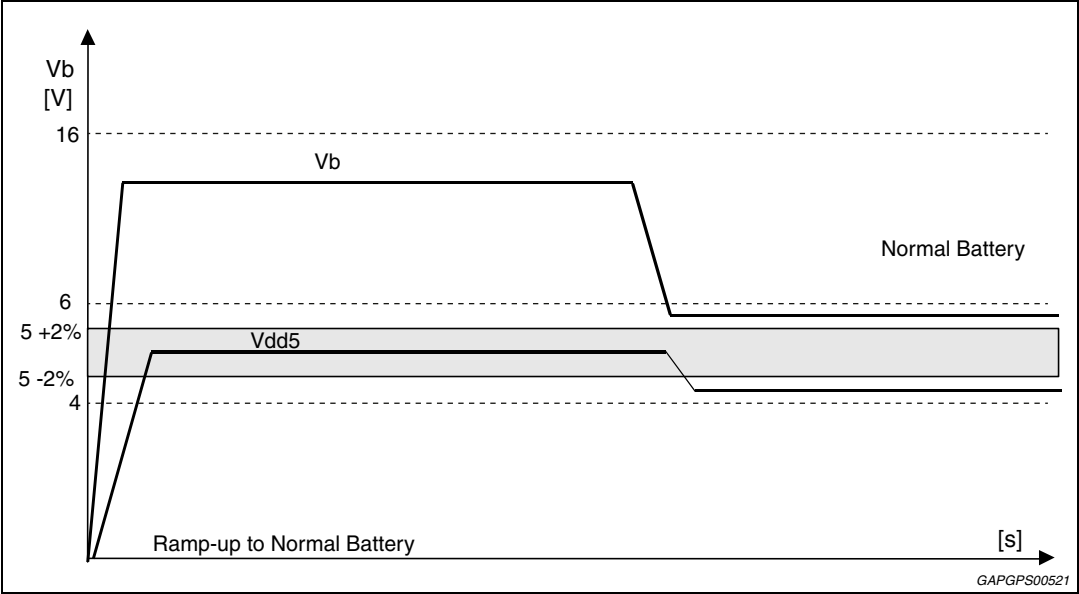 Vb
[V]
16
Vb
Normal Battery
6
5 +2%
Vdd5
5 -2%
4
Ramp-up to Normal Battery
[s]
GAPGPS00521